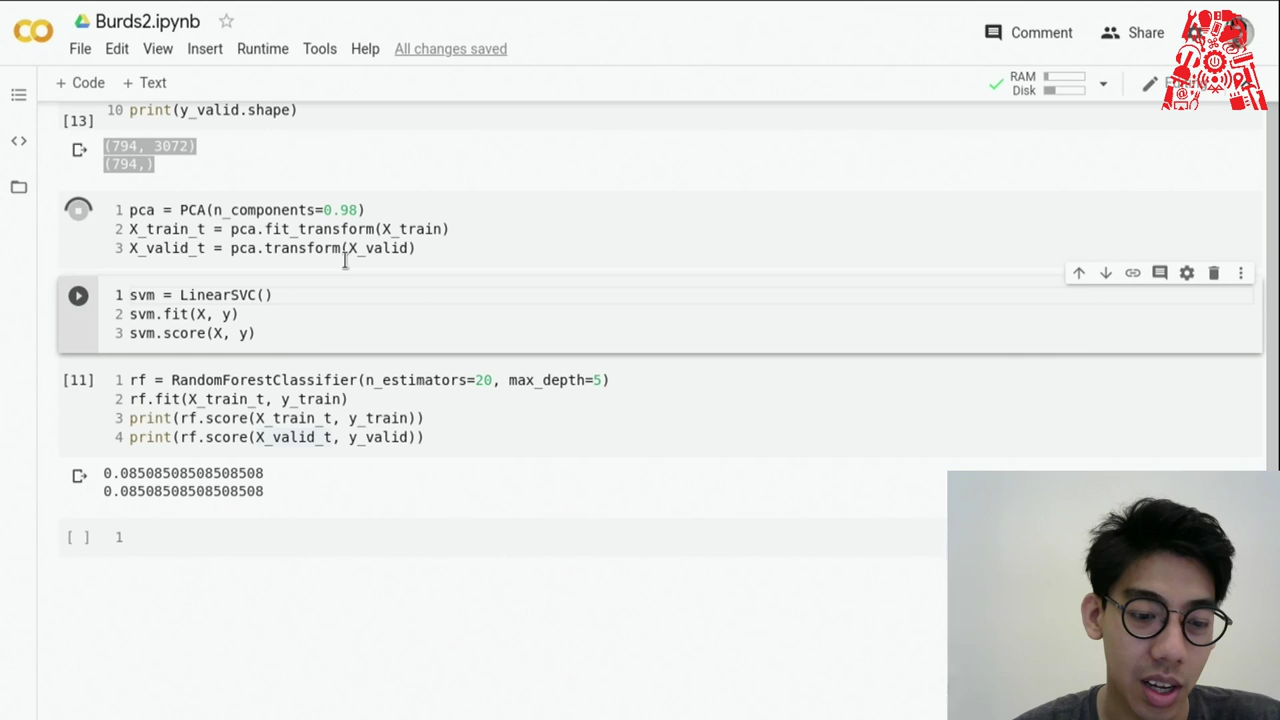 Burds2.ipynb
Comment
Share
File Edit View Insert Runtime Tools Help All changes saved
+ Code + Text
RAM
Disk
10 print(y_valid.shape)
[13]
(794, 3072)
(794,)
1 pca = PCA(n_components=0.98)
2 X_train_t = pca.fit_transform(X_train)
3 X_valid_t = pca.transform(X_valid)
1 svm = LinearSVC()
2 svm.fit(X, y)
3 svm.score(X, y)
[11] 1 rf = RandomForestClassifier(n_estimators=20, max_depth=5)
2 rf.fit(X_train_t, y_train)
3 print(rf.score(X_train_t, y_train))
4 print(rf.score(X_valid_t, y_valid))
0.08508508508508508
0.08508508508508508
[ ] 1